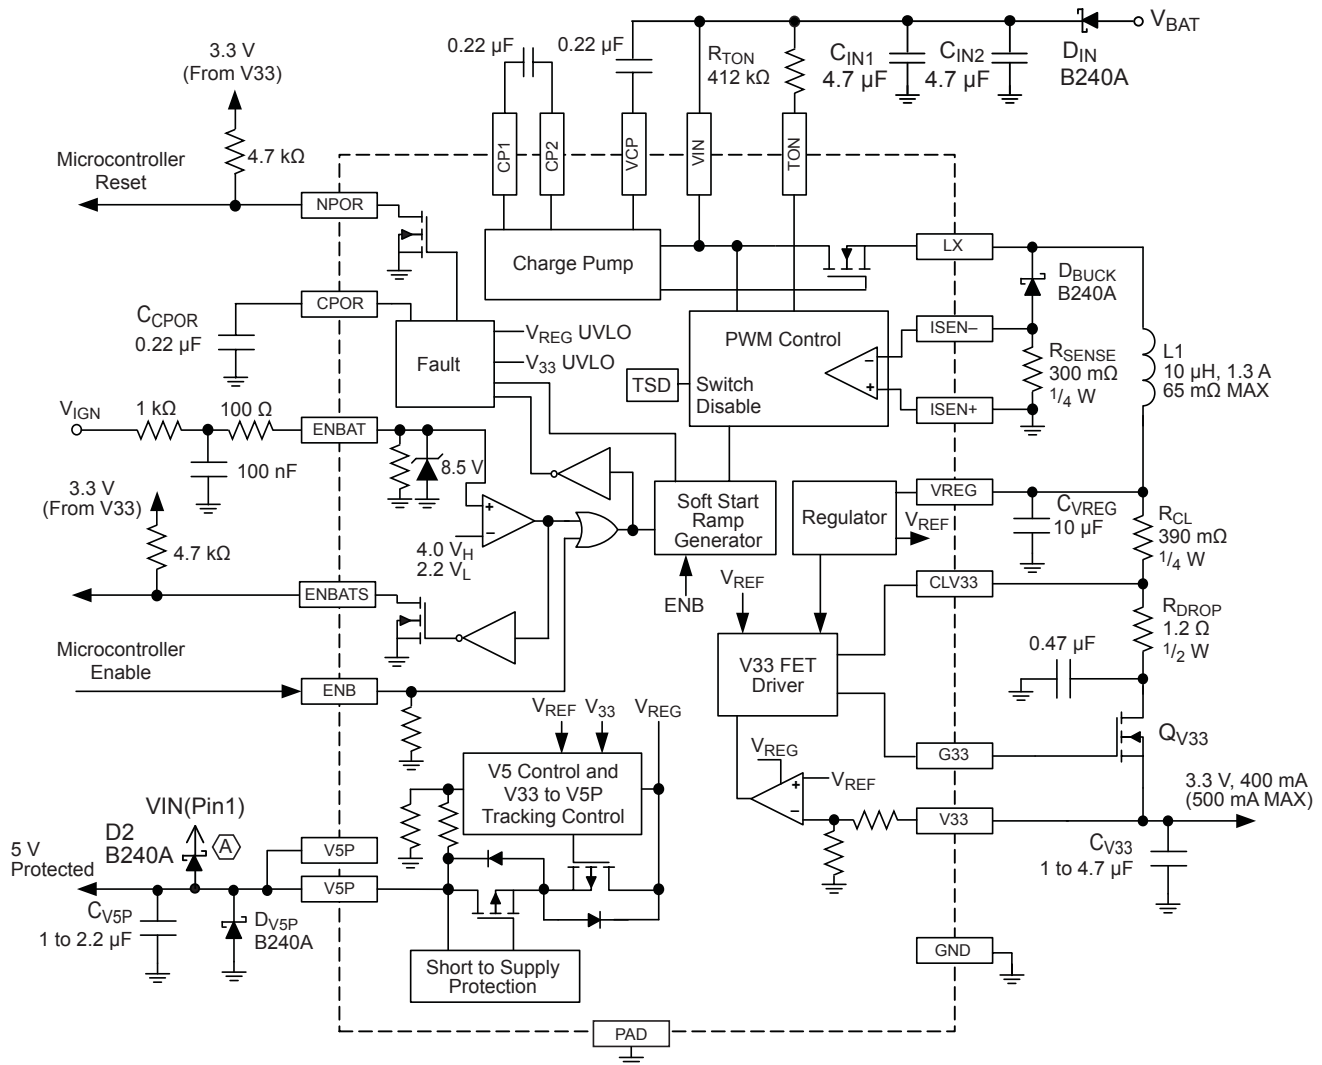 V_BAT
0.22 µF
0.22 µF
R_TON
412 kΩ
C_IN1
4.7 µF
C_IN2
4.7 µF
D_IN
B240A
3.3 V
(From V33)
4.7 kΩ
Microcontroller
Reset
CP1
CP2
VCP
VIN
TON
NPOR
Charge Pump
LX
D_BUCK
B240A
CPOR
C_CPOR
0.22 µF
Fault
V_REG UVLO
V_33 UVLO
PWM Control
–
+
TSD
Switch
Disable
ISEN–
ISEN+
R_SENSE
300 mΩ
1/4 W
L1
10 µH, 1.3 A
65 mΩ MAX
V_IGN
1 kΩ
100 Ω
ENBAT
100 nF
8.5 V
3.3 V
(From V33)
4.7 kΩ
+
–
4.0 V_H
2.2 V_L
Soft Start
Ramp
Generator
ENB
Regulator
VREG
V_REF
C_VREG
10 µF
R_CL
390 mΩ
1/4 W
ENBATS
V_REF
CLV33
R_DROP
1.2 Ω
1/2 W
Microcontroller
Enable
ENB
V33 FET
Driver
0.47 µF
V_REF
V_33
V_REG
G33
Q_V33
V_REG
+
–
V_REF
V5 Control and
V33 to V5P
Tracking Control
3.3 V, 400 mA
(500 mA MAX)
V33
C_V33
1 to 4.7 µF
VIN(Pin1)
D2
B240A
A
5 V
Protected
V5P
V5P
C_V5P
1 to 2.2 µF
D_V5P
B240A
Short to Supply
Protection
GND
PAD